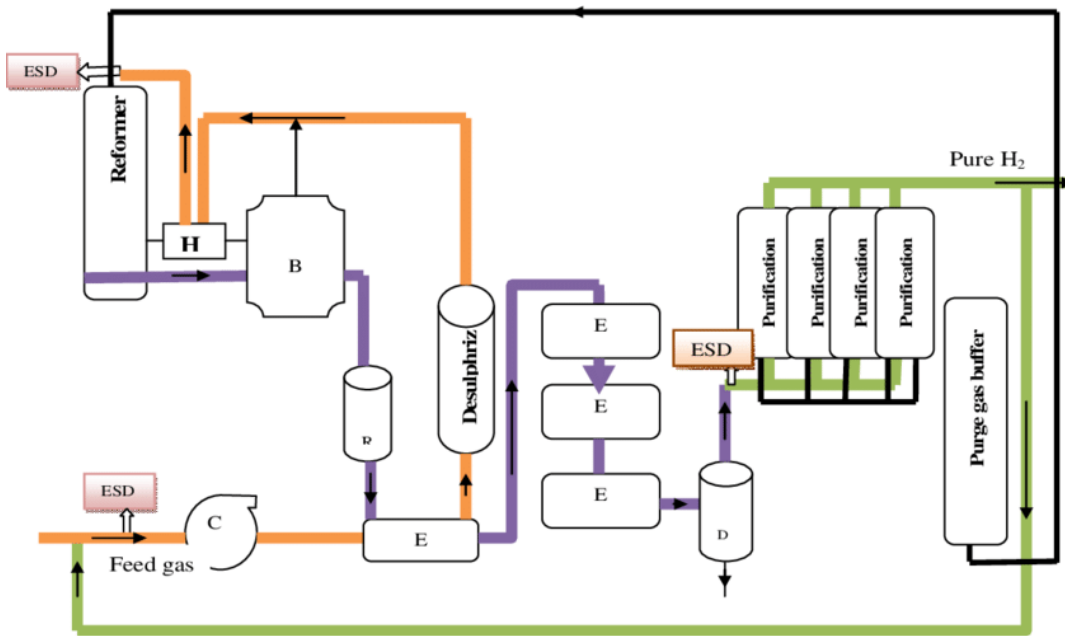 ESD
Reformer
H
B
Pure H₂
Purification
Purification
Purification
Purification
Desulphriz
E
ESD
Purge gas buffer
E
E
ESD
C
Feed gas
E
D